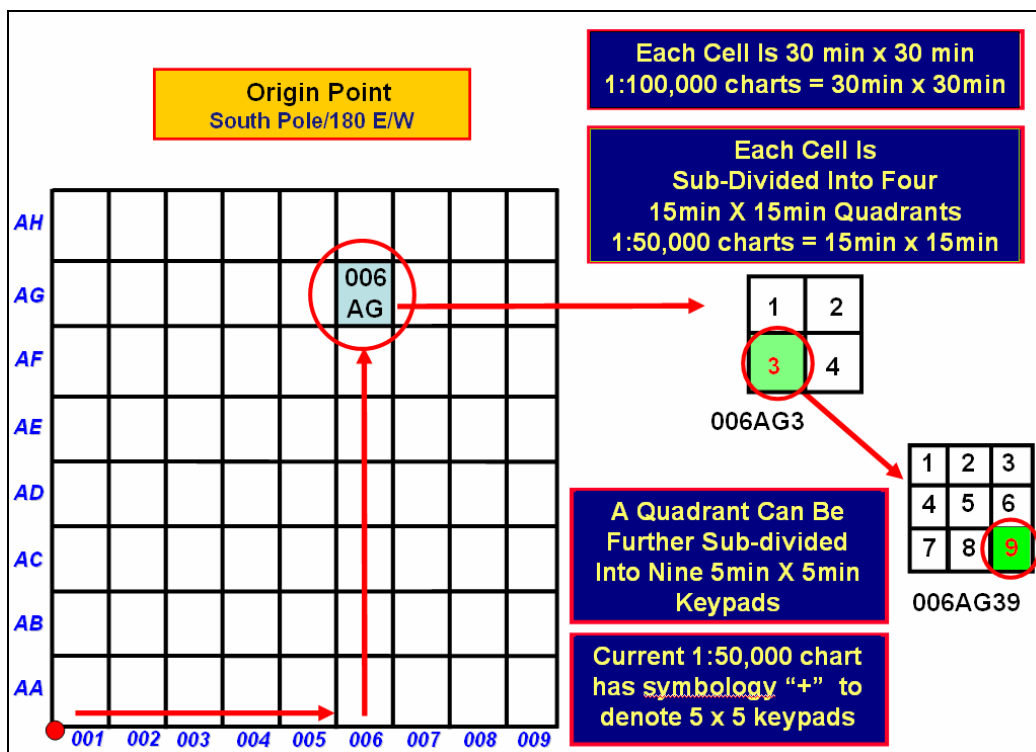 Origin Point
South Pole/180 E/W
Each Cell Is 30 min x 30 min
1:100,000 charts = 30min x 30min
Each Cell Is
Sub-Divided Into Four
15min X 15min Quadrants
1:50,000 charts = 15min x 15min
AH
AG
AF
AE
AD
AC
AB
AA
006
AG
001 002 003 004 005 006 007 008 009
1 2
3 4
006AG3
1 2 3
4 5 6
7 8 9
006AG39
A Quadrant Can Be
Further Sub-divided
Into Nine 5min X 5min
Keypads
Current 1:50,000 chart
has symbology “+” to
denote 5 x 5 keypads